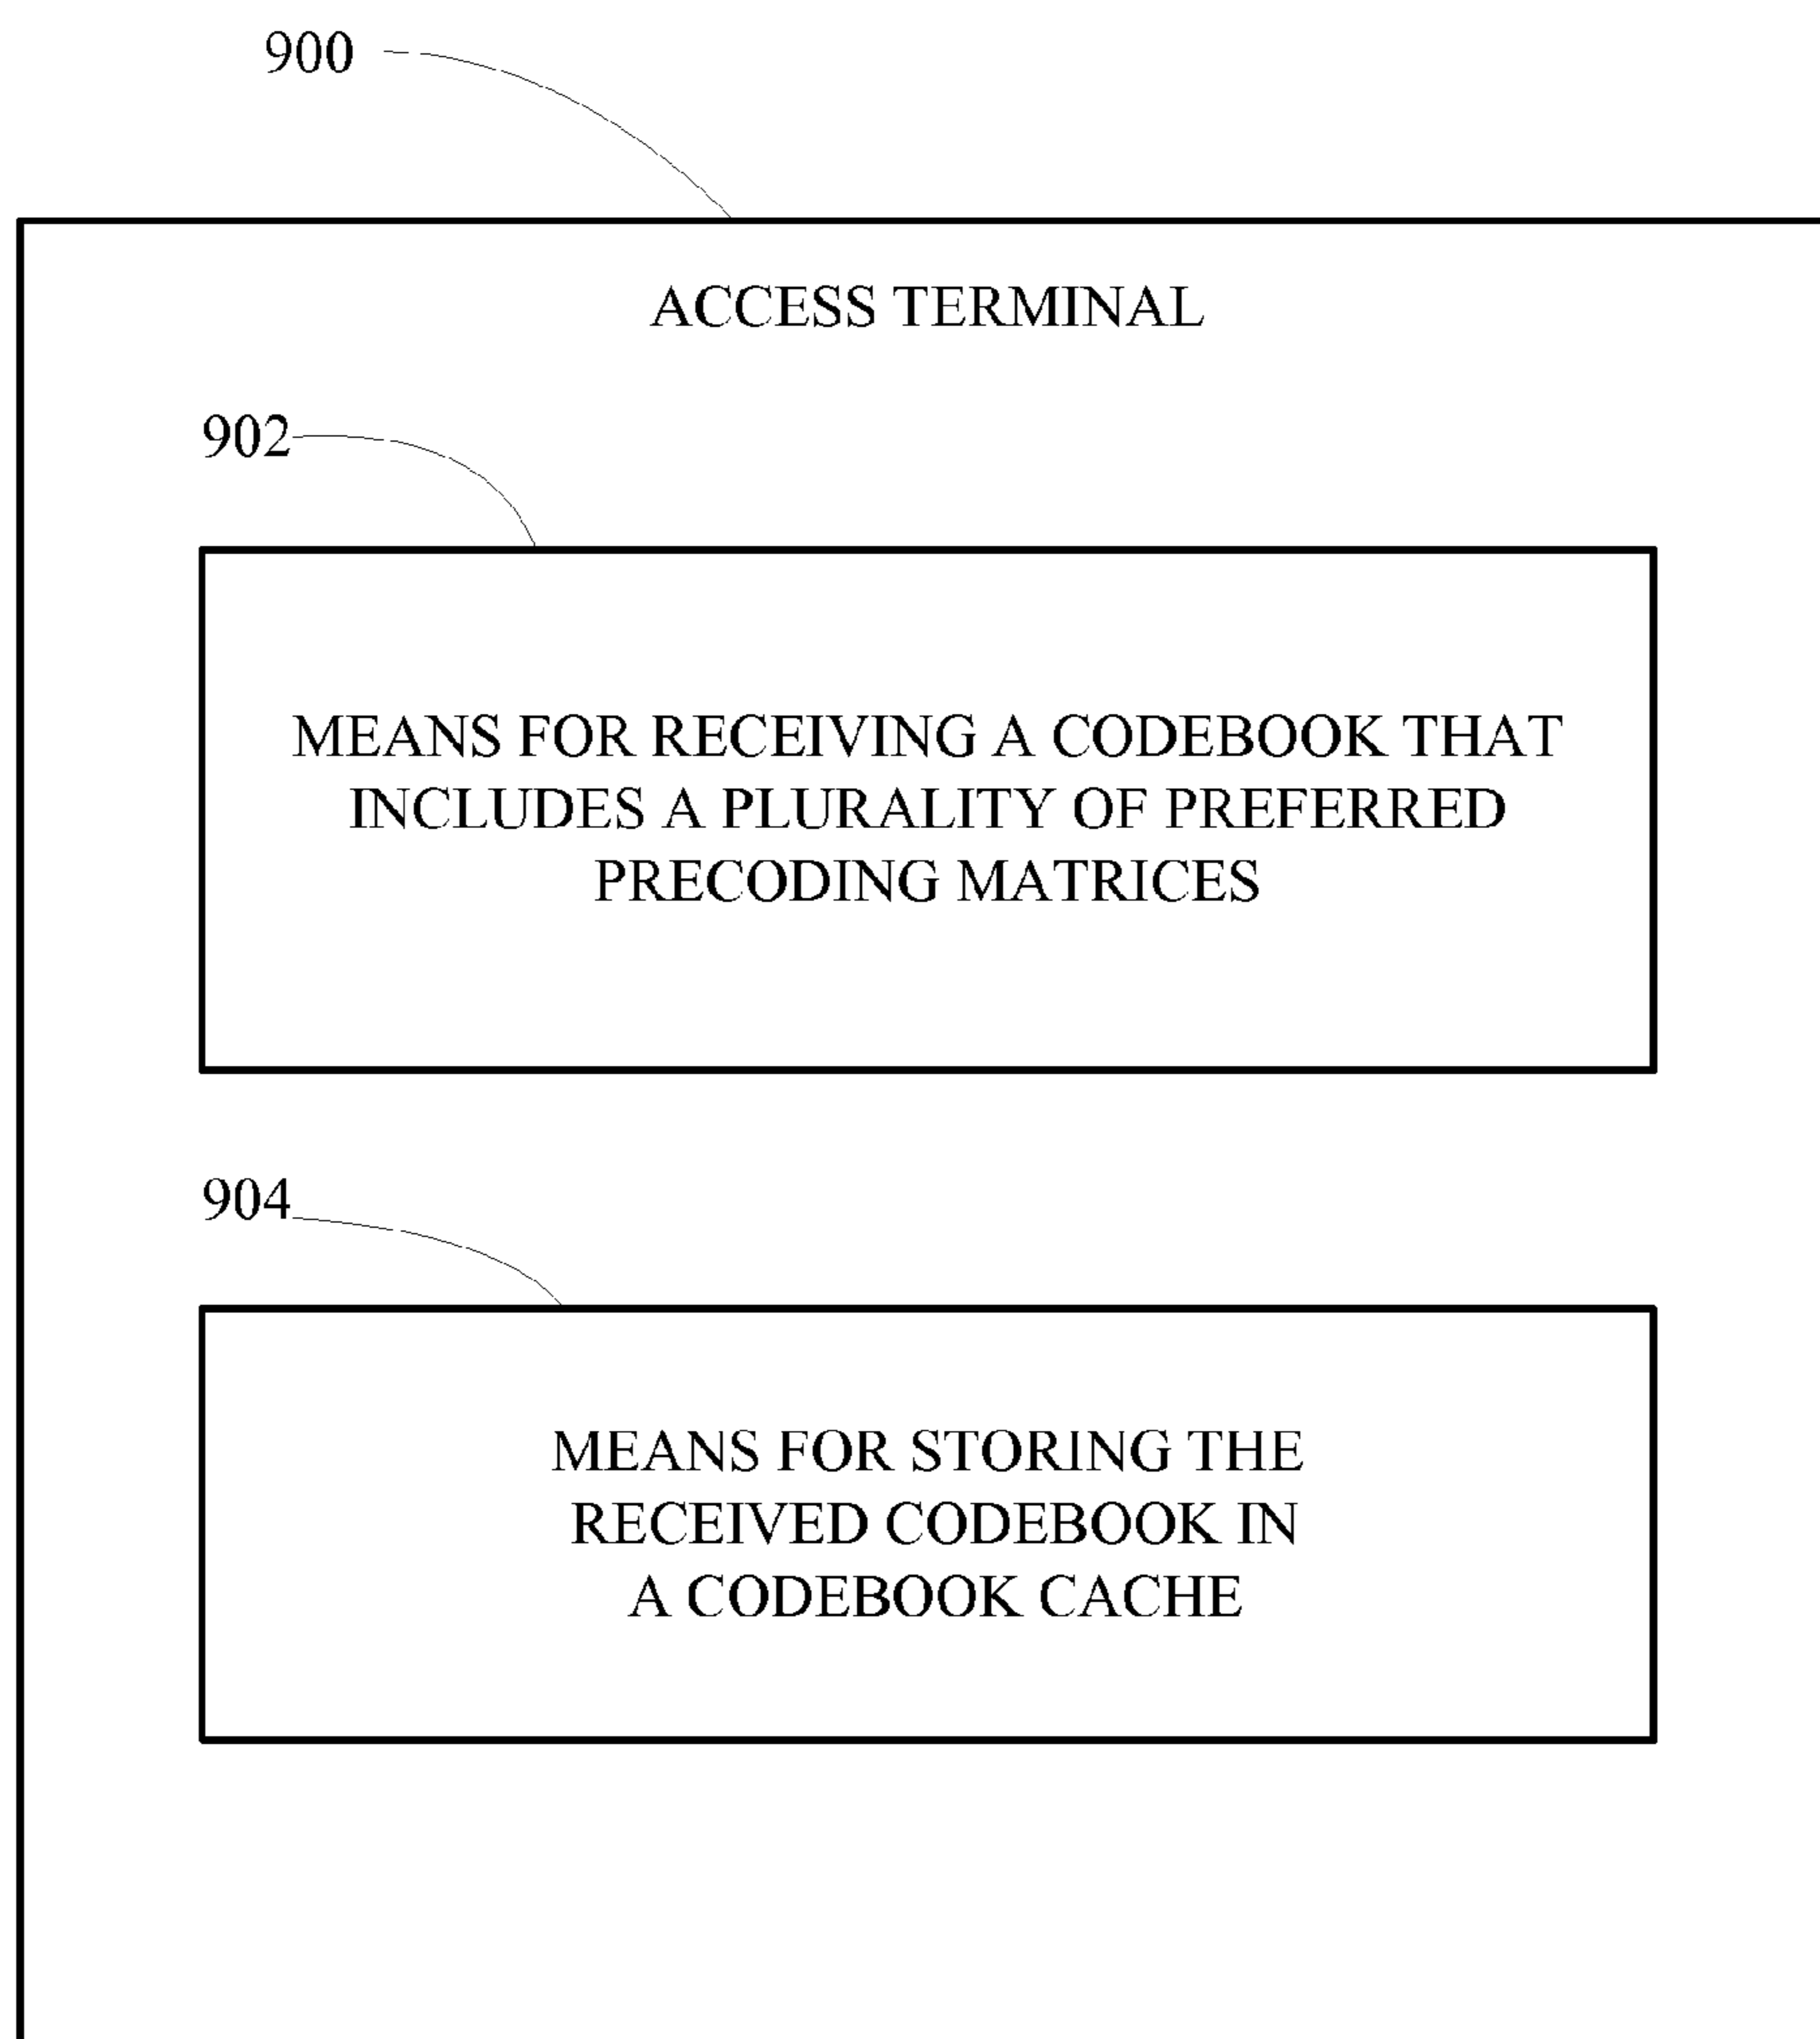 900
ACCESS TERMINAL
902
MEANS FOR RECEIVING A CODEBOOK THAT
INCLUDES A PLURALITY OF PREFERRED
PRECODING MATRICES
904
MEANS FOR STORING THE
RECEIVED CODEBOOK IN
A CODEBOOK CACHE